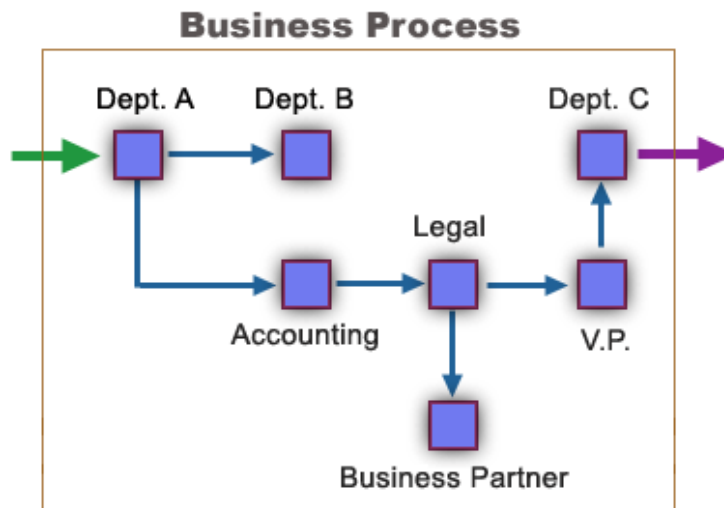 Business Process
Dept. A
Dept. B
Dept. C
Legal
Accounting
V.P.
Business Partner